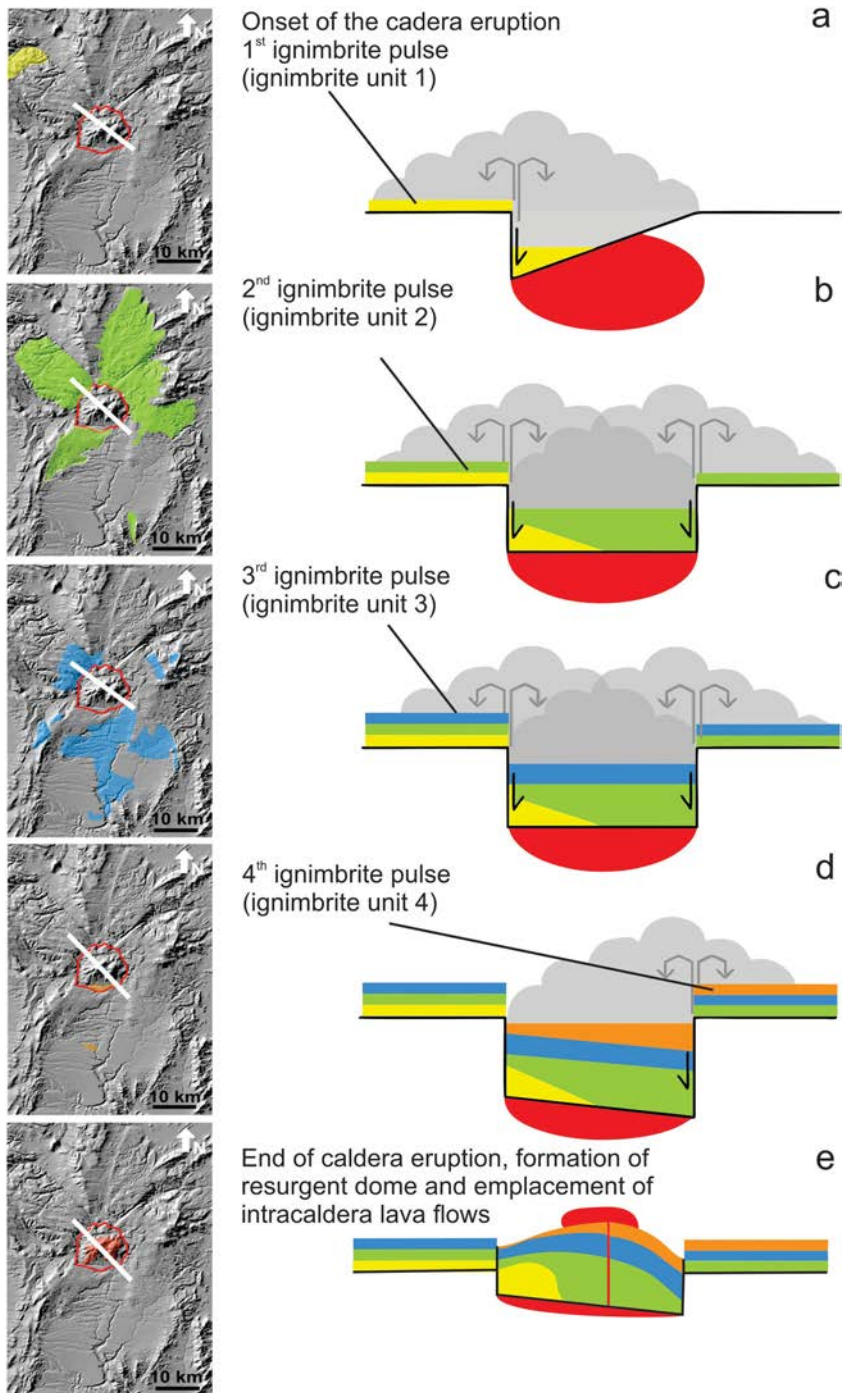 Onset of the cadera eruption
1st ignimbrite pulse
(ignimbrite unit 1)
a
N
10 km
2nd ignimbrite pulse
(ignimbrite unit 2)
b
N
10 km
3rd ignimbrite pulse
(ignimbrite unit 3)
c
N
10 km
4th ignimbrite pulse
(ignimbrite unit 4)
d
N
10 km
End of caldera eruption, formation of
resurgent dome and emplacement of
intracaldera lava flows
e
N
10 km